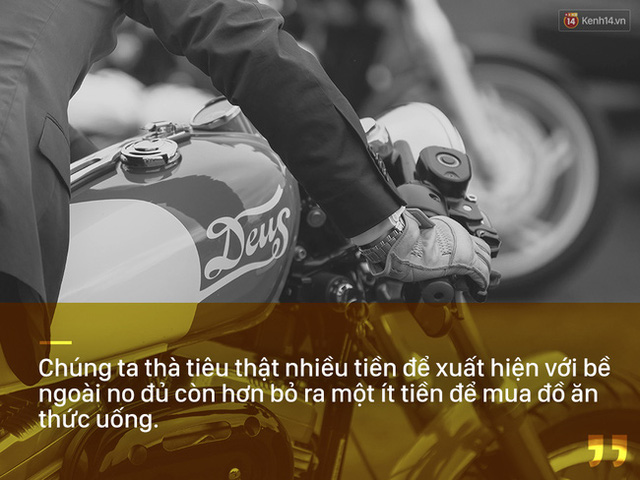 14 Kenh14.vn
Deus
Chúng ta thà tiêu thật nhiều tiền để xuất hiện với bề
ngoài no đủ còn hơn bỏ ra một ít tiền để mua đồ ăn
thức uống.